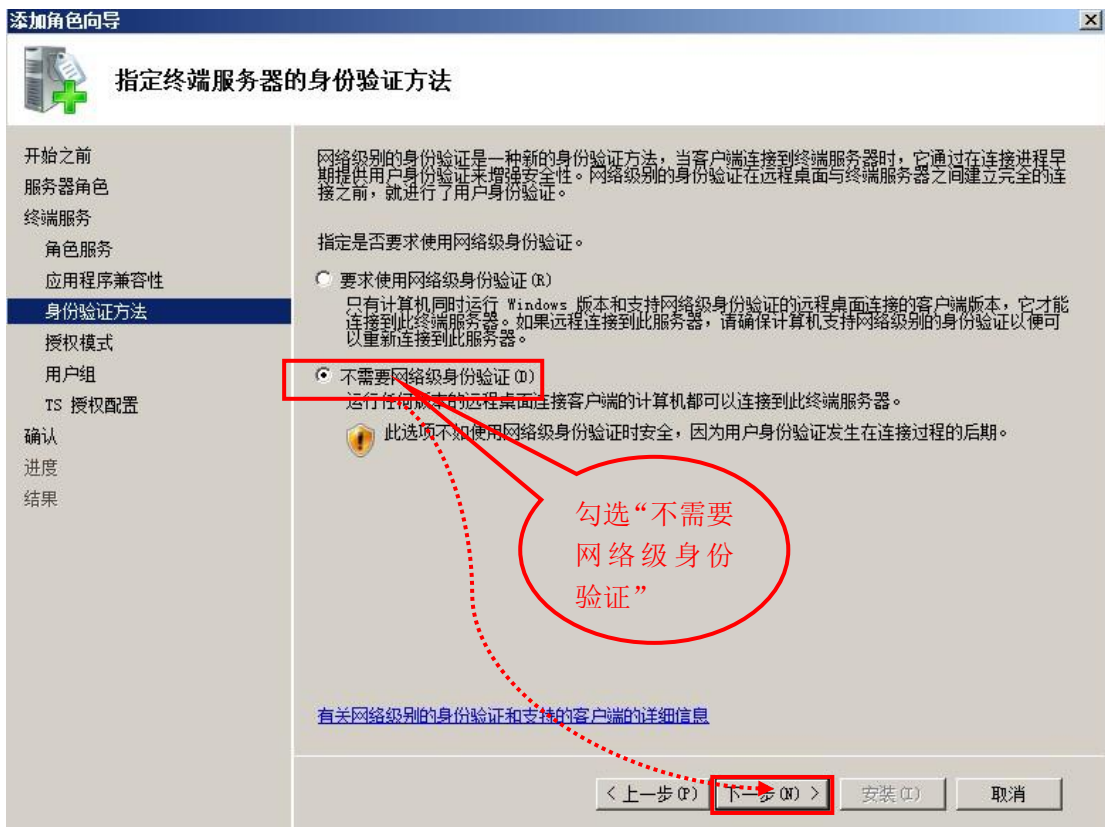 添加角色向导
指定终端服务器的身份验证方法
开始之前
服务器角色
终端服务
角色服务
应用程序兼容性
身份验证方法
授权模式
用户组
TS 授权配置
确认
进度
结果
网络级别的身份验证是一种新的身份验证方法，当客户端连接到终端服务器时，它通过在连接进程早
期提供用户身份验证来增强安全性。网络级别的身份验证在远程桌面与终端服务器之间建立完全的连
接之前，就进行了用户身份验证。
指定是否要求使用网络级身份验证。
要求使用网络级身份验证(R)
只有计算机同时运行 Windows 版本和支持网络级身份验证的远程桌面连接的客户端版本，它才能
连接到此终端服务器。如果远程连接到此服务器，请确保计算机支持网络级别的身份验证以便可
以重新连接到此服务器。
不需要网络级身份验证(D)
运行任何版本的远程桌面连接客户端的计算机都可以连接到此终端服务器。
此选项不如使用网络级身份验证时安全，因为用户身份验证发生在连接过程的后期。
勾选“不需要
网络级身份
验证”
有关网络级别的身份验证和支持的客户端的详细信息
< 上一步(P) 下一步(N) > 安装(I) 取消